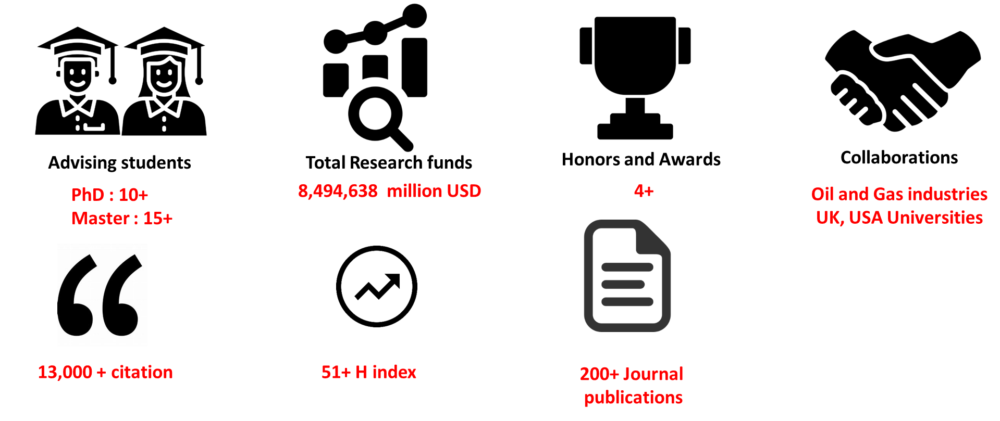 Advising students
PhD : 10+
Master : 15+
Total Research funds
8,494,638  million USD
Honors and Awards
4+
Collaborations
Oil and Gas industries
UK, USA Universities
13,000 + citation
51+ H index
200+ Journal
publications